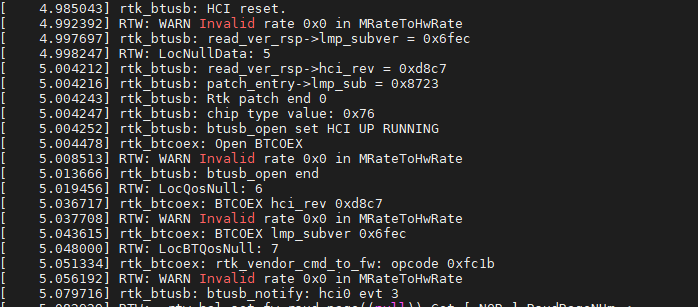 [    4.985043] rtk_btusb: HCI reset.
[    4.992392] RTW: WARN Invalid rate 0x0 in MRateToHwRate
[    4.997697] rtk_btusb: read_ver_rsp->lmp_subver = 0x6fec
[    4.998247] RTW: LocNullData: 5
[    5.004212] rtk_btusb: read_ver_rsp->hci_rev = 0xd8c7
[    5.004216] rtk_btusb: patch_entry->lmp_sub = 0x8723
[    5.004243] rtk_btusb: Rtk patch end 0
[    5.004247] rtk_btusb: chip type value: 0x76
[    5.004252] rtk_btusb: btusb_open set HCI UP RUNNING
[    5.004478] rtk_btcoex: Open BTCOEX
[    5.008513] RTW: WARN Invalid rate 0x0 in MRateToHwRate
[    5.013666] rtk_btusb: btusb_open end
[    5.019456] RTW: LocQosNull: 6
[    5.036717] rtk_btcoex: BTCOEX hci_rev 0xd8c7
[    5.037708] RTW: WARN Invalid rate 0x0 in MRateToHwRate
[    5.043615] rtk_btcoex: BTCOEX lmp_subver 0x6fec
[    5.048000] RTW: LocBTQosNull: 7
[    5.051334] rtk_btcoex: rtk_vendor_cmd_to_fw: opcode 0xfc1b
[    5.056192] RTW: WARN Invalid rate 0x0 in MRateToHwRate
[    5.079716] rtk_btusb: btusb_notify: hci0 evt 3